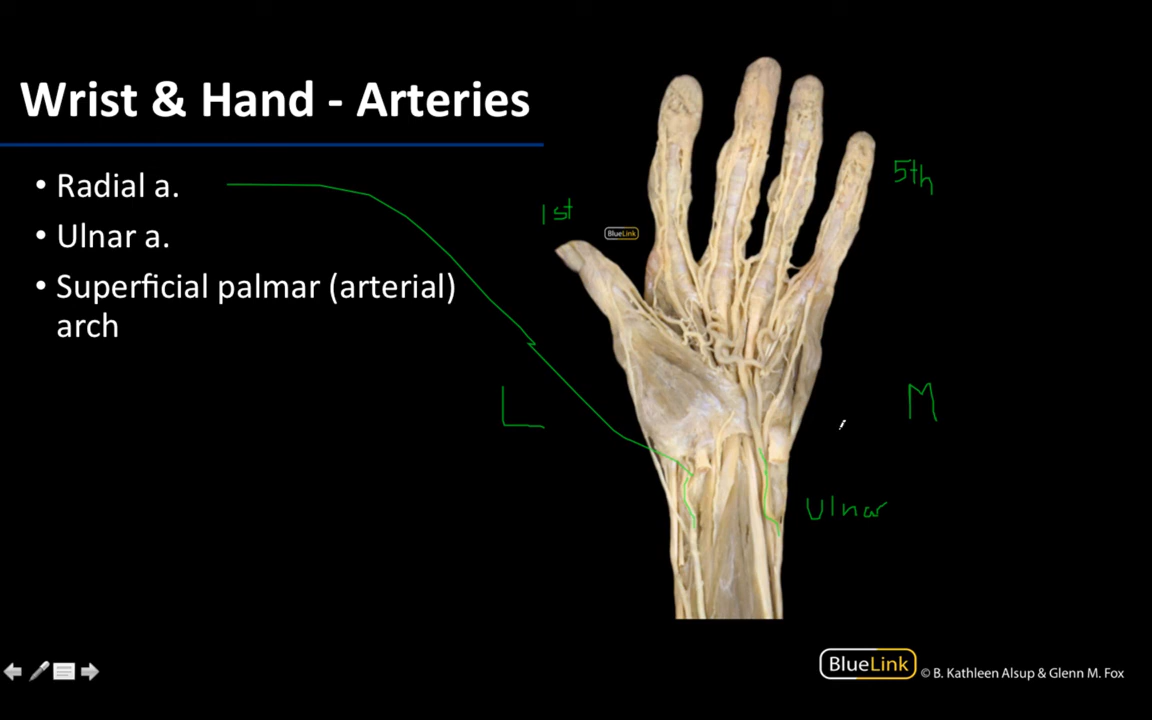 Wrist & Hand - Arteries
• Radial a.
• Ulnar a.
• Superficial palmar (arterial)
arch
1st
5th
BlueLink
L
M
Ulnar
BlueLink © B. Kathleen Alsup & Glenn M. Fox